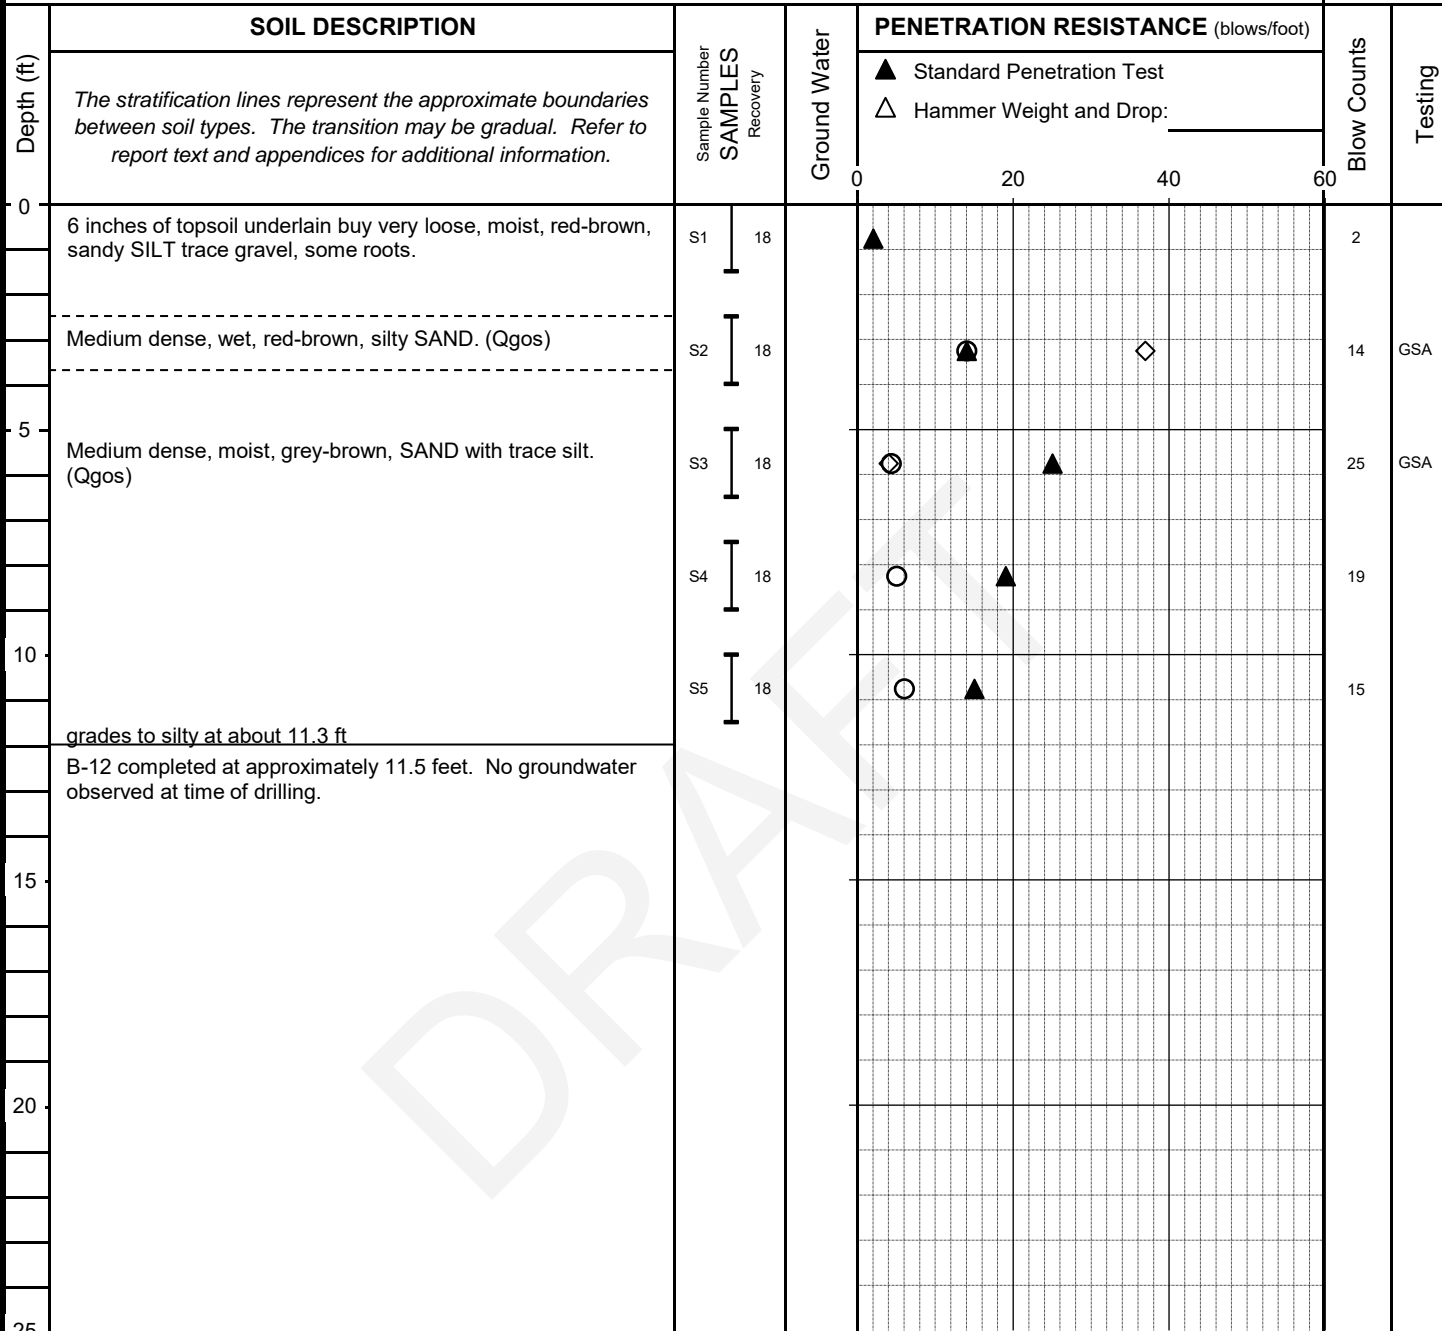 SOIL DESCRIPTION
PENETRATION RESISTANCE (blows/foot)
Depth (ft)
The stratification lines represent the approximate boundaries
between soil types.  The transition may be gradual.  Refer to
report text and appendices for additional information.
Sample Number
SAMPLES
Recovery
Ground Water
▲ Standard Penetration Test
△ Hammer Weight and Drop:
Blow Counts
Testing
0 20 40 60
0
6 inches of topsoil underlain buy very loose, moist, red-brown,
sandy SILT trace gravel, some roots.
S1 18 2
Medium dense, wet, red-brown, silty SAND. (Qgos)
S2 18 14 GSA
5
Medium dense, moist, grey-brown, SAND with trace silt.
(Qgos)
S3 18 25 GSA
S4 18 19
10
S5 18 15
grades to silty at about 11.3 ft
B-12 completed at approximately 11.5 feet.  No groundwater
observed at time of drilling.
15
20
25
DRAFT